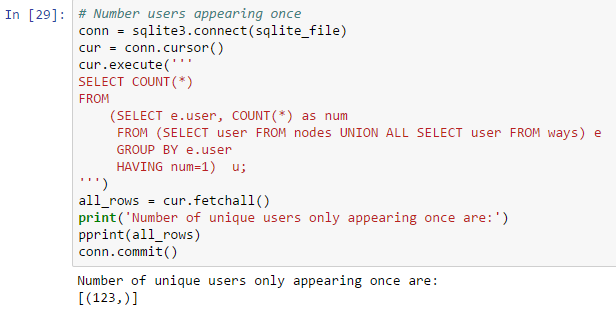 In [29]: # Number users appearing once
conn = sqlite3.connect(sqlite_file)
cur = conn.cursor()
cur.execute('''
SELECT COUNT(*)
FROM
    (SELECT e.user, COUNT(*) as num
     FROM (SELECT user FROM nodes UNION ALL SELECT user FROM ways) e
     GROUP BY e.user
     HAVING num=1)  u;
''')
all_rows = cur.fetchall()
print('Number of unique users only appearing once are:')
pprint(all_rows)
conn.commit()
Number of unique users only appearing once are:
[(123,)]